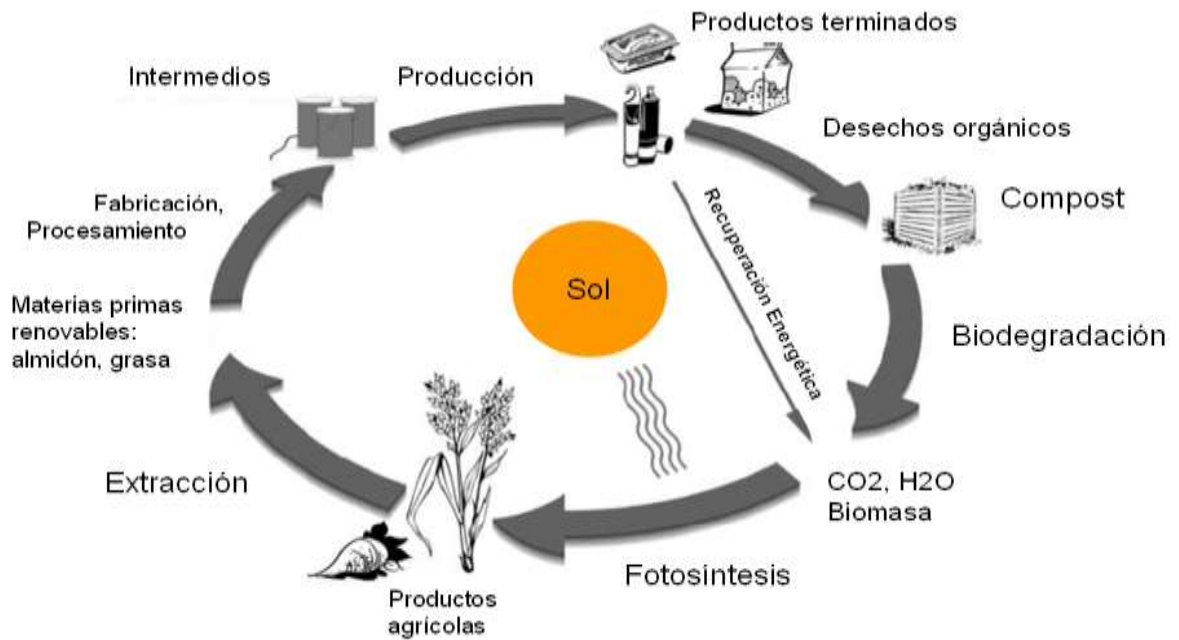 Productos terminados
Intermedios
Producción
Desechos orgánicos
Compost
Fabricación,
Procesamiento
Recuperación Energética
Sol
Materias primas
renovables:
almidón, grasa
Biodegradación
Extracción
CO2, H2O
Biomasa
Fotosíntesis
Productos
agrícolas